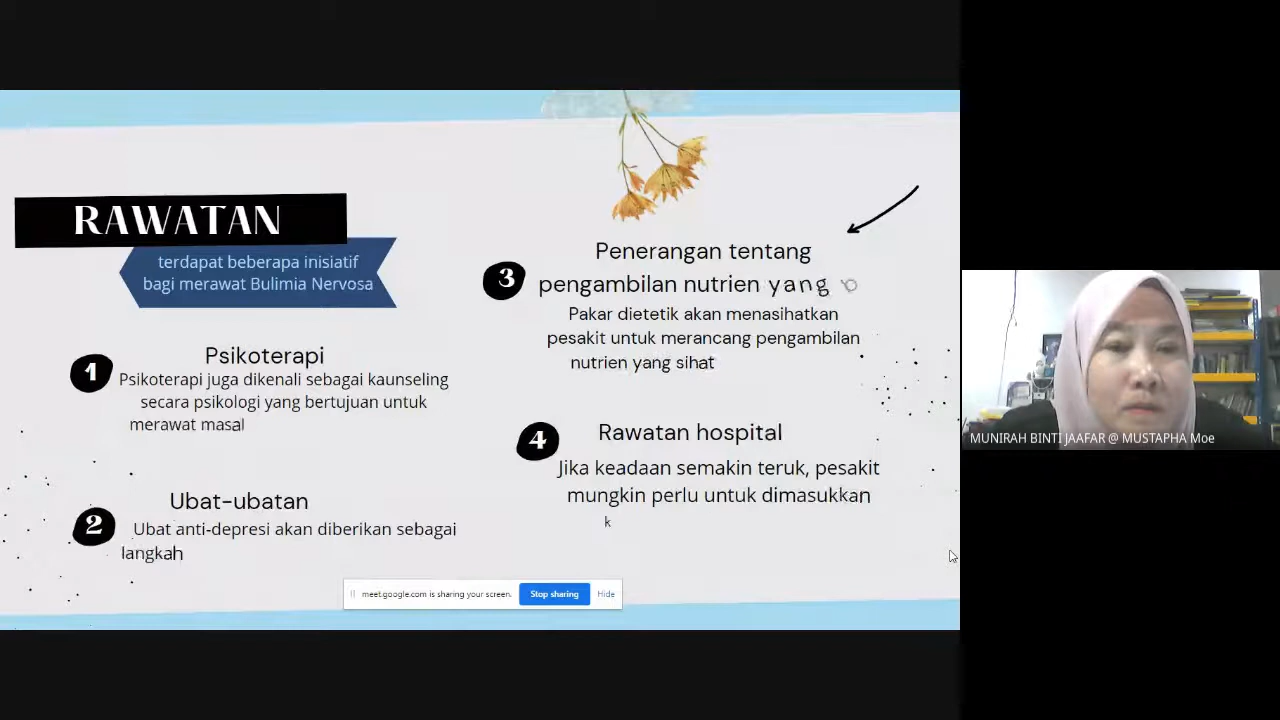 RAWATAN
terdapat beberapa inisiatif
bagi merawat Bulimia Nervosa
1
Psikoterapi
Psikoterapi juga dikenali sebagai kaunseling
secara psikologi yang bertujuan untuk
merawat masal
2
Ubat-ubatan
Ubat anti-depresi akan diberikan sebagai
langkah
3
Penerangan tentang
pengambilan nutrien yang
Pakar dietetik akan menasihatkan
pesakit untuk merancang pengambilan
nutrien yang sihat
4
Rawatan hospital
Jika keadaan semakin teruk, pesakit
mungkin perlu untuk dimasukkan
k
meet.google.com is sharing your screen.
Stop sharing
Hide
MUNIRAH BINTI JAAFAR @ MUSTAPHA Moe